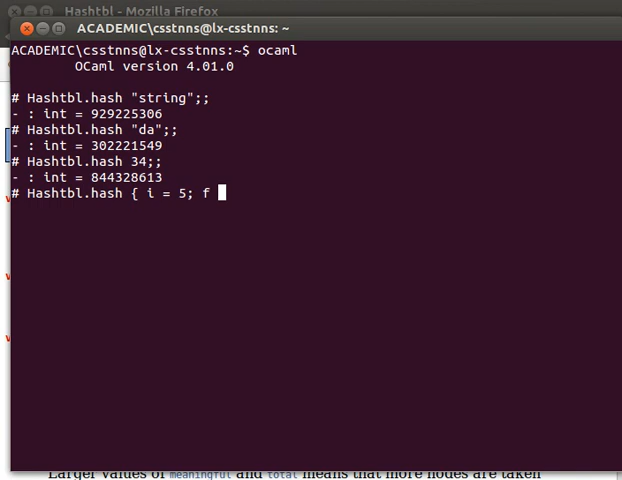 Hashtbl - Mozilla Firefox
ACADEMIC\csstnns@lx-csstnns: ~
ACADEMIC\csstnns@lx-csstnns:~$ ocaml
OCaml version 4.01.0
# Hashtbl.hash "string";;
- : int = 929225306
# Hashtbl.hash "da";;
- : int = 302221549
# Hashtbl.hash 34;;
- : int = 844328613
# Hashtbl.hash { i = 5; f
Larger values of meaningful and total means that more nodes are taken